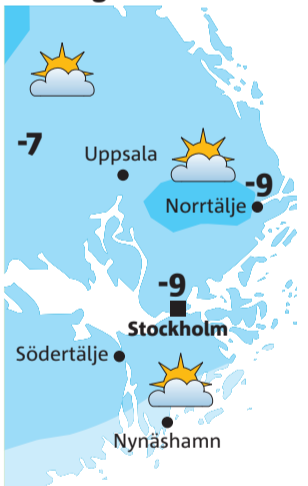 -7
Uppsala
-9
Norrtälje
-9
Stockholm
Södertälje
Nynäshamn